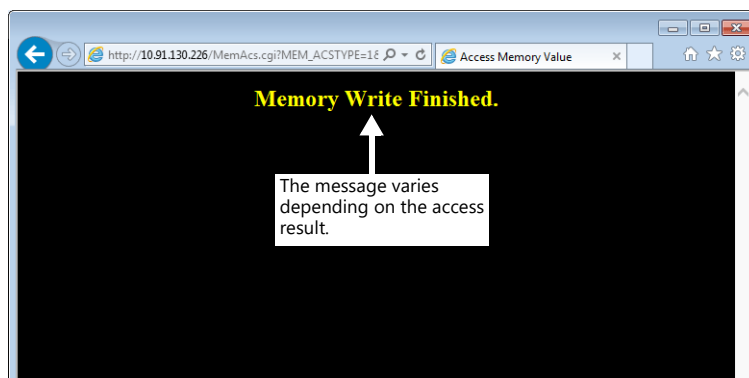 http://10.91.130.226/MemAcs.cgi?MEM_ACSTYPE=1&
Access Memory Value
Memory Write Finished.
The message varies
depending on the access
result.